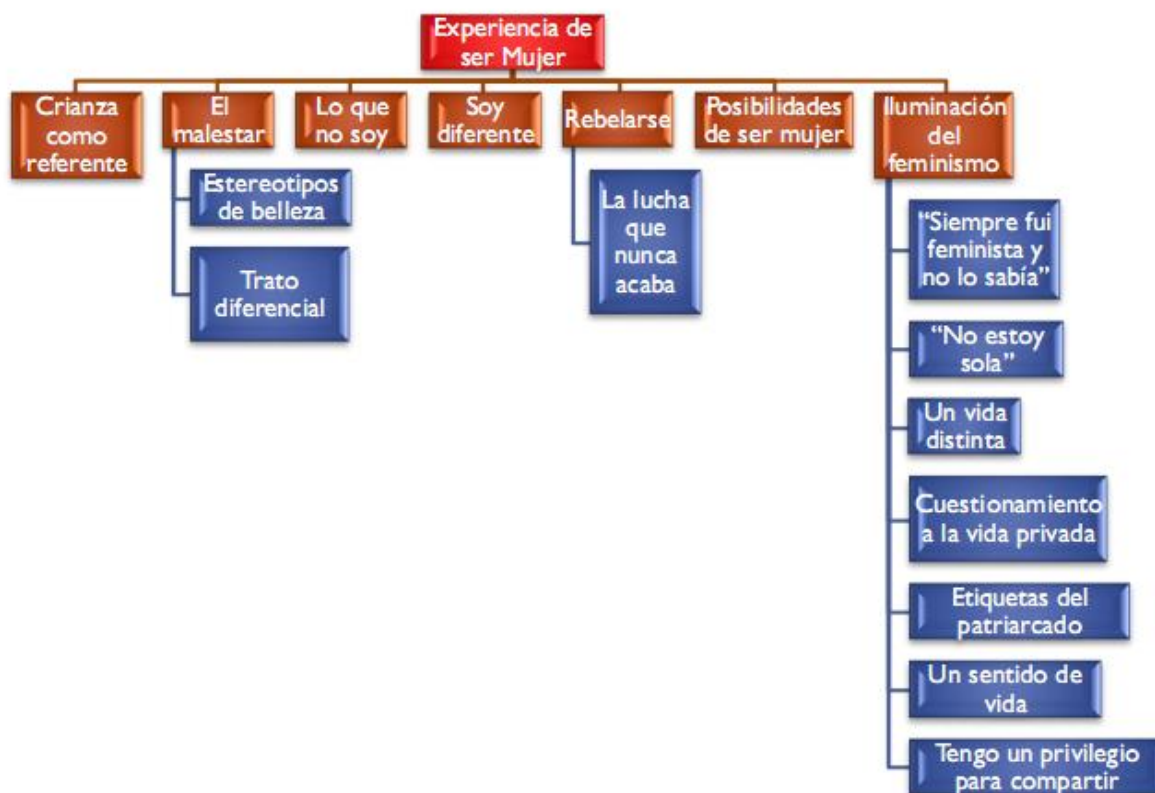 Experiencia de
ser Mujer
Crianza
como
referente
El
malestar
Lo que
no soy
Soy
diferente
Rebelarse
Posibilidades
de ser mujer
Iluminación
del
feminismo
Estereotipos
de belleza
Trato
diferencial
La lucha
que
nunca
acaba
“Siempre fui
feminista y
no lo sabía”
“No estoy
sola”
Un vida
distinta
Cuestionamiento
a la vida privada
Etiquetas del
patriarcado
Un sentido de
vida
Tengo un privilegio
para compartir